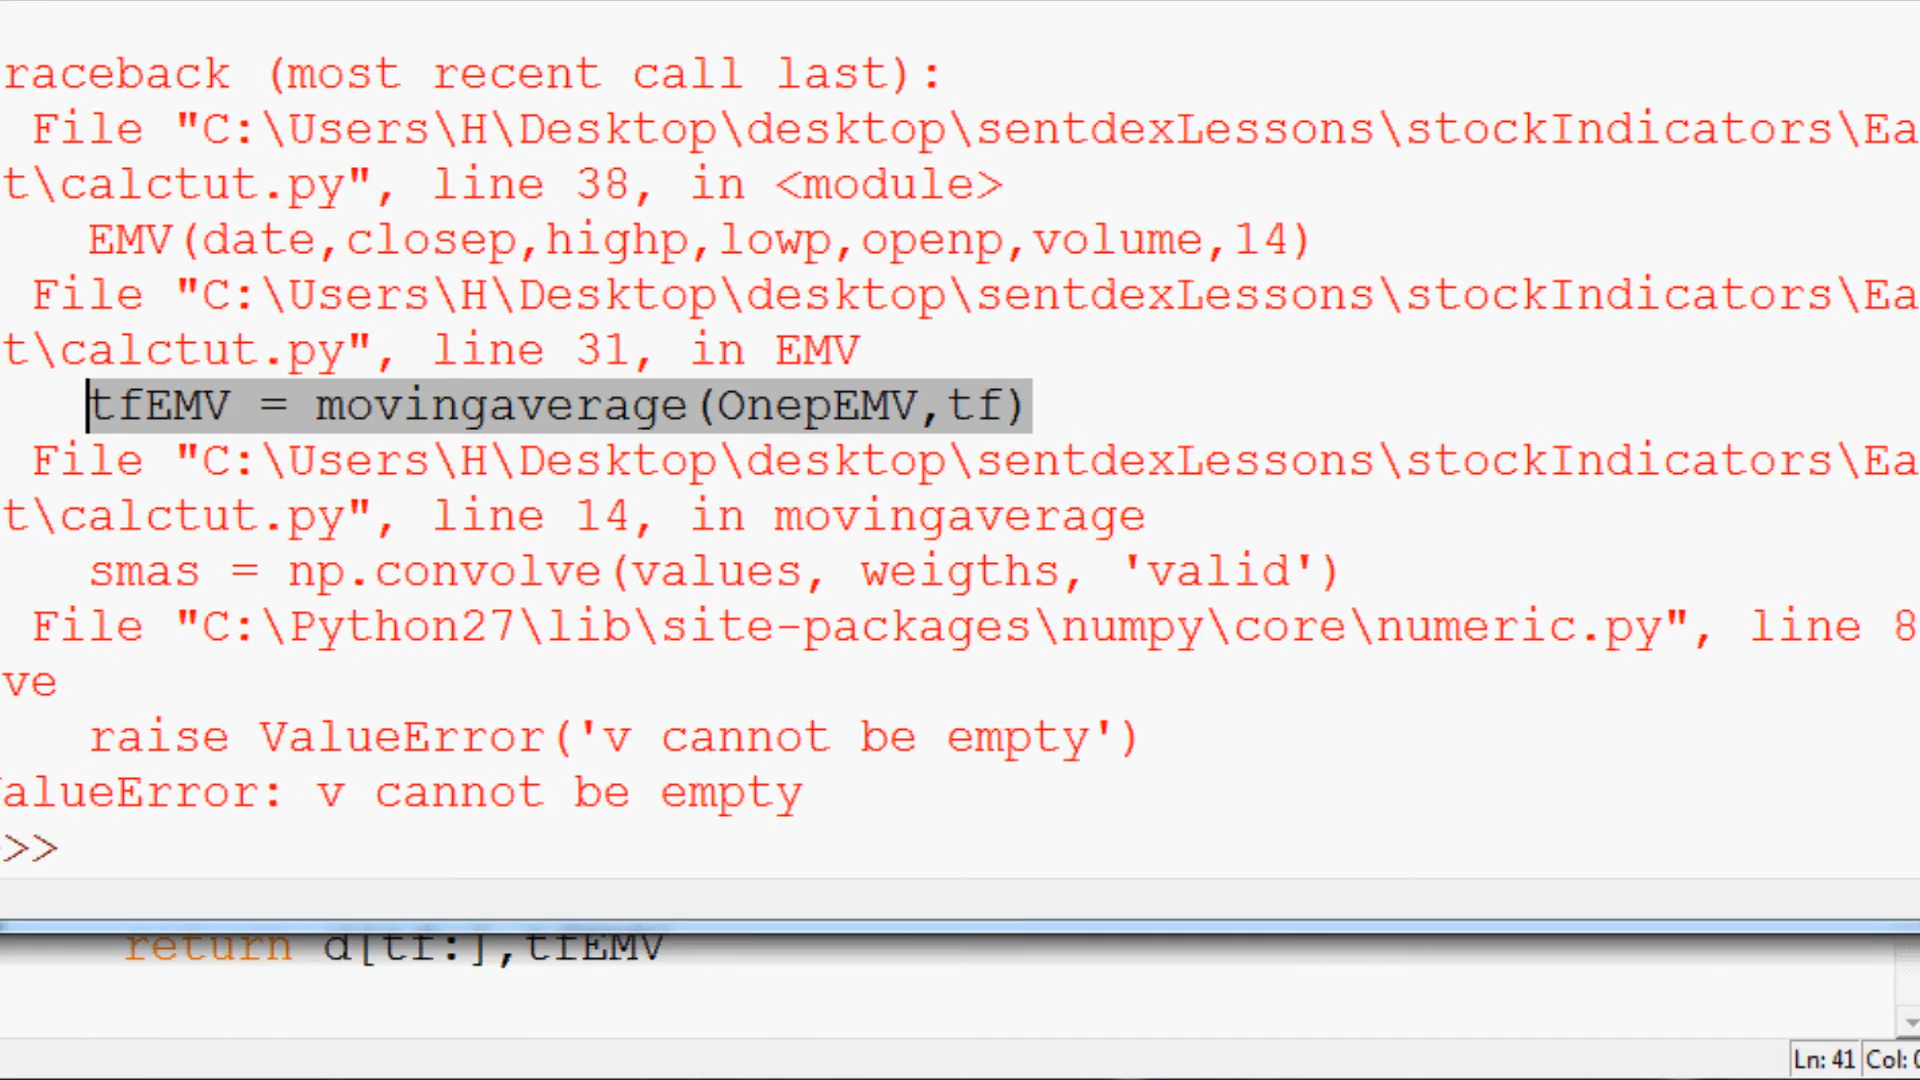 raceback (most recent call last):
File "C:\Users\H\Desktop\desktop\sentdexLessons\stockIndicators\Ea
t\calctut.py", line 38, in <module>
EMV(date,closep,highp,lowp,openp,volume,14)
File "C:\Users\H\Desktop\desktop\sentdexLessons\stockIndicators\Ea
t\calctut.py", line 31, in EMV
tfEMV = movingaverage(OnepEMV,tf)
File "C:\Users\H\Desktop\desktop\sentdexLessons\stockIndicators\Ea
t\calctut.py", line 14, in movingaverage
smas = np.convolve(values, weigths, 'valid')
File "C:\Python27\lib\site-packages\numpy\core\numeric.py", line 8
ve
raise ValueError('v cannot be empty')
alueError: v cannot be empty
>>
return d[tf:],tfEMV
Ln: 41 Col: 0